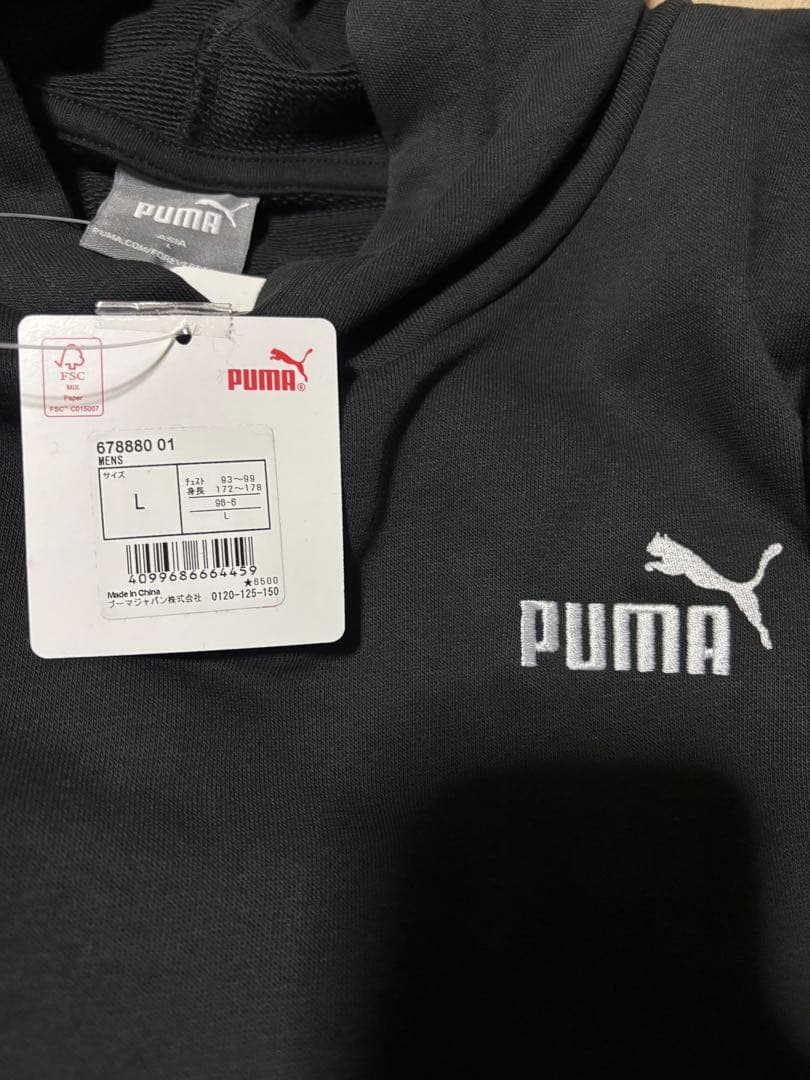 PUMA
ASIA
L
PUMA.COM/FOREVER
FSC
MIX
Paper
FSC™ C015007
PUMA®
678880 01
MENS
サイズ
L
チェスト 93～99
身長 172～178
96-6
L
4099686664459
★6500
Made in China
プーマジャパン株式会社 0120-125-150
PUMA